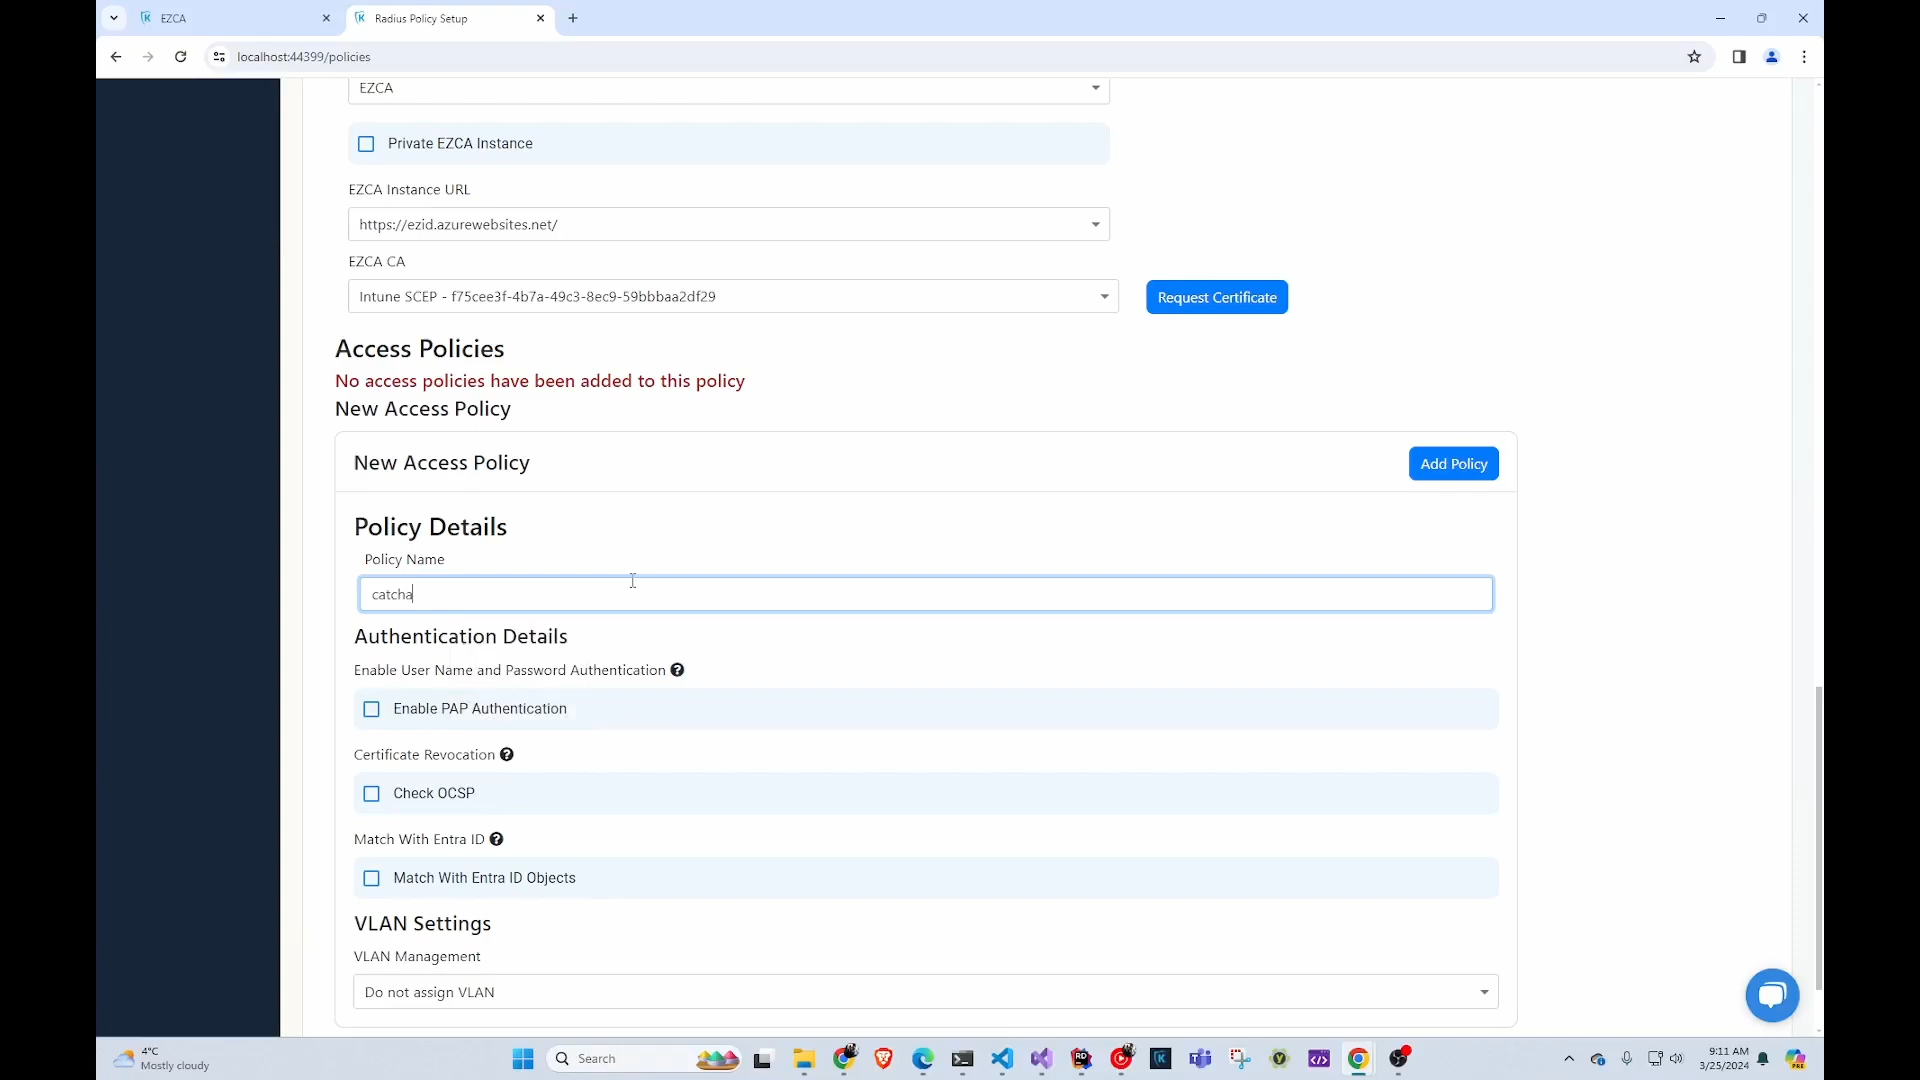 EZCA
Radius Policy Setup
localhost:44399/policies
EZCA
Private EZCA Instance
EZCA Instance URL
https://ezid.azurewebsites.net/
EZCA CA
Intune SCEP - f75cee3f-4b7a-49c3-8ec9-59bbbaa2df29
Request Certificate
Access Policies
No access policies have been added to this policy
New Access Policy
New Access Policy
Add Policy
Policy Details
Policy Name
catcha
Authentication Details
Enable User Name and Password Authentication
Enable PAP Authentication
Certificate Revocation
Check OCSP
Match With Entra ID
Match With Entra ID Objects
VLAN Settings
VLAN Management
Do not assign VLAN
4°C
Mostly cloudy
Search
9:11 AM
3/25/2024